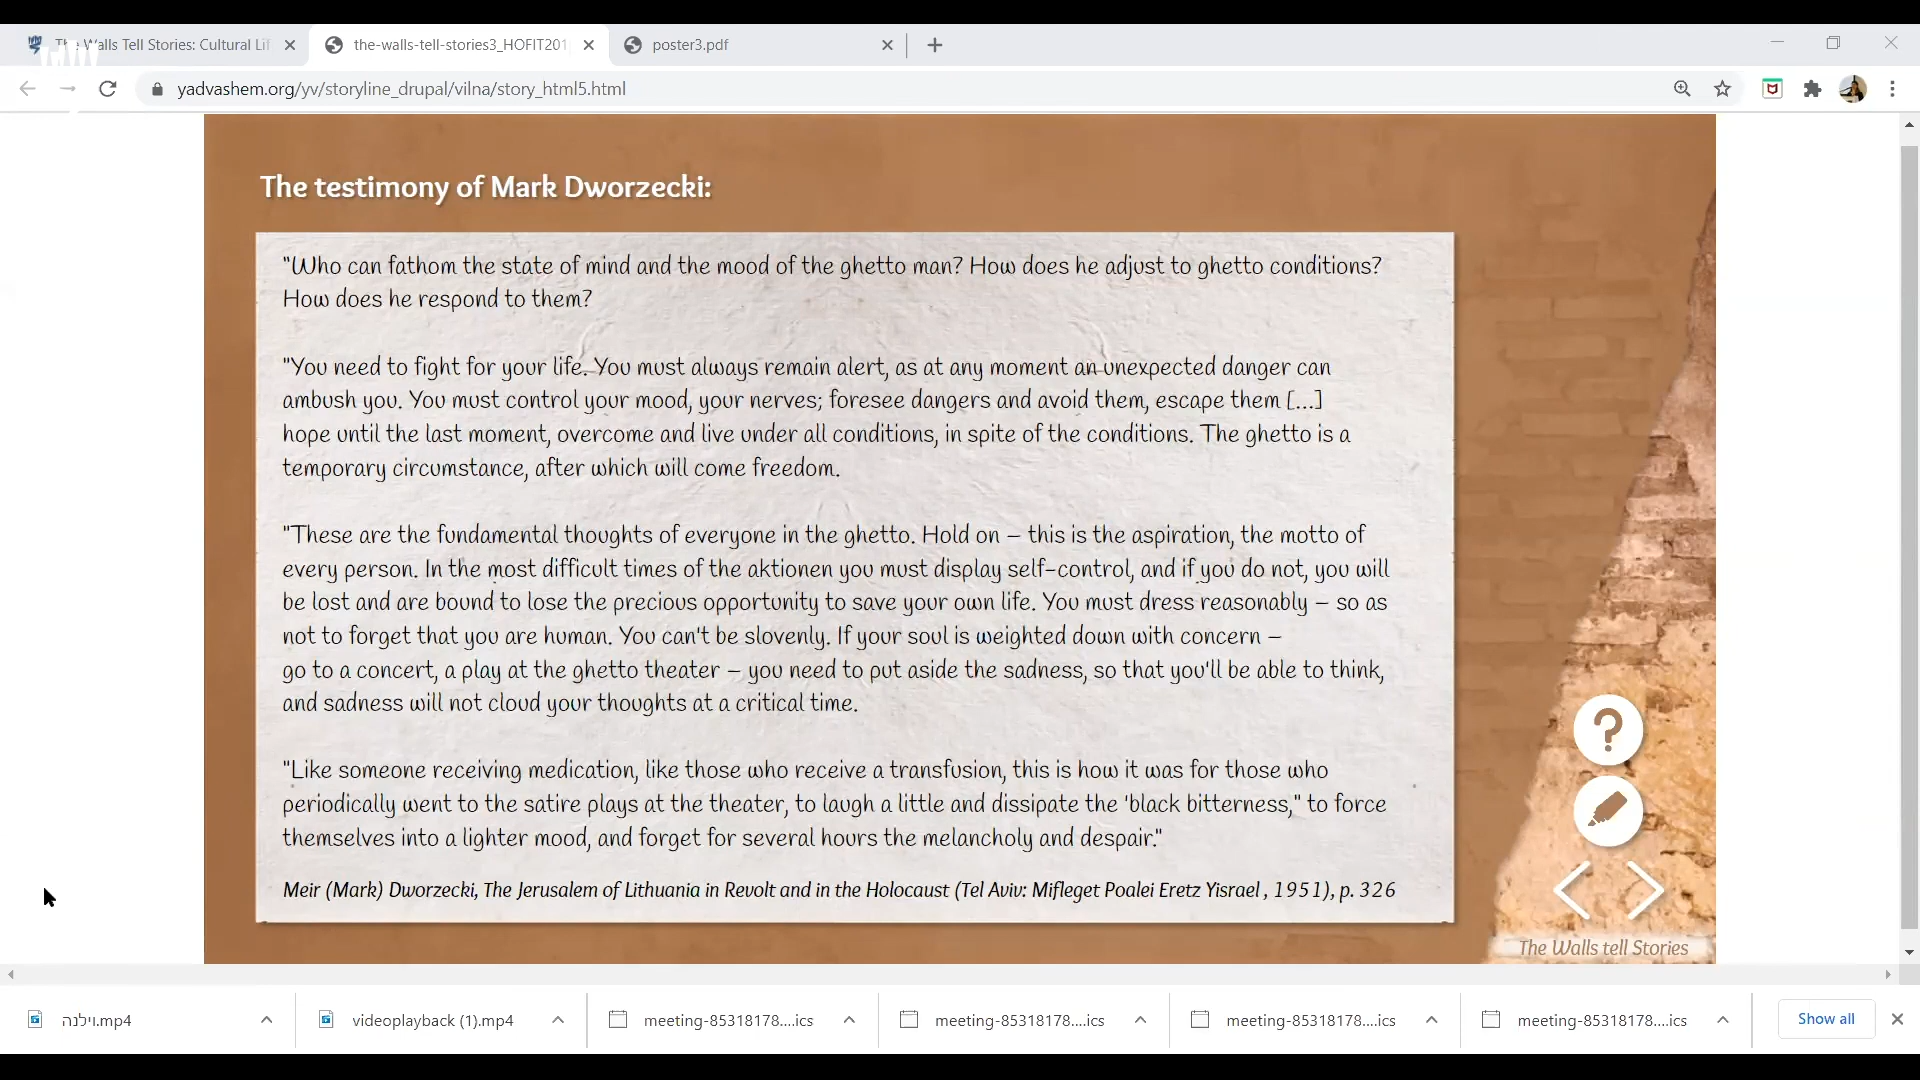 The Walls Tell Stories: Cultural Lif
the-walls-tell-stories3_HOFIT201
poster3.pdf
yadvashem.org/yv/storyline_drupal/vilna/story_html5.html
The testimony of Mark Dworzecki:
"Who can fathom the state of mind and the mood of the ghetto man? How does he adjust to ghetto conditions?
How does he respond to them?
"You need to fight for your life. You must always remain alert, as at any moment an unexpected danger can
ambush you. You must control your mood, your nerves; foresee dangers and avoid them, escape them [...]
hope until the last moment, overcome and live under all conditions, in spite of the conditions. The ghetto is a
temporary circumstance, after which will come freedom.
"These are the fundamental thoughts of everyone in the ghetto. Hold on – this is the aspiration, the motto of
every person. In the most difficult times of the aktionen you must display self-control, and if you do not, you will
be lost and are bound to lose the precious opportunity to save your own life. You must dress reasonably – so as
not to forget that you are human. You can't be slovenly. If your soul is weighted down with concern –
go to a concert, a play at the ghetto theater – you need to put aside the sadness, so that you'll be able to think,
and sadness will not cloud your thoughts at a critical time.
"Like someone receiving medication, like those who receive a transfusion, this is how it was for those who
periodically went to the satire plays at the theater, to laugh a little and dissipate the 'black bitterness," to force
themselves into a lighter mood, and forget for several hours the melancholy and despair."
Meir (Mark) Dworzecki, The Jerusalem of Lithuania in Revolt and in the Holocaust (Tel Aviv: Mifleget Poalei Eretz Yisrael , 1951), p. 326
?
The Walls tell Stories
וילנה.mp4
videoplayback (1).mp4
meeting-85318178....ics
meeting-85318178....ics
meeting-85318178....ics
meeting-85318178....ics
Show all